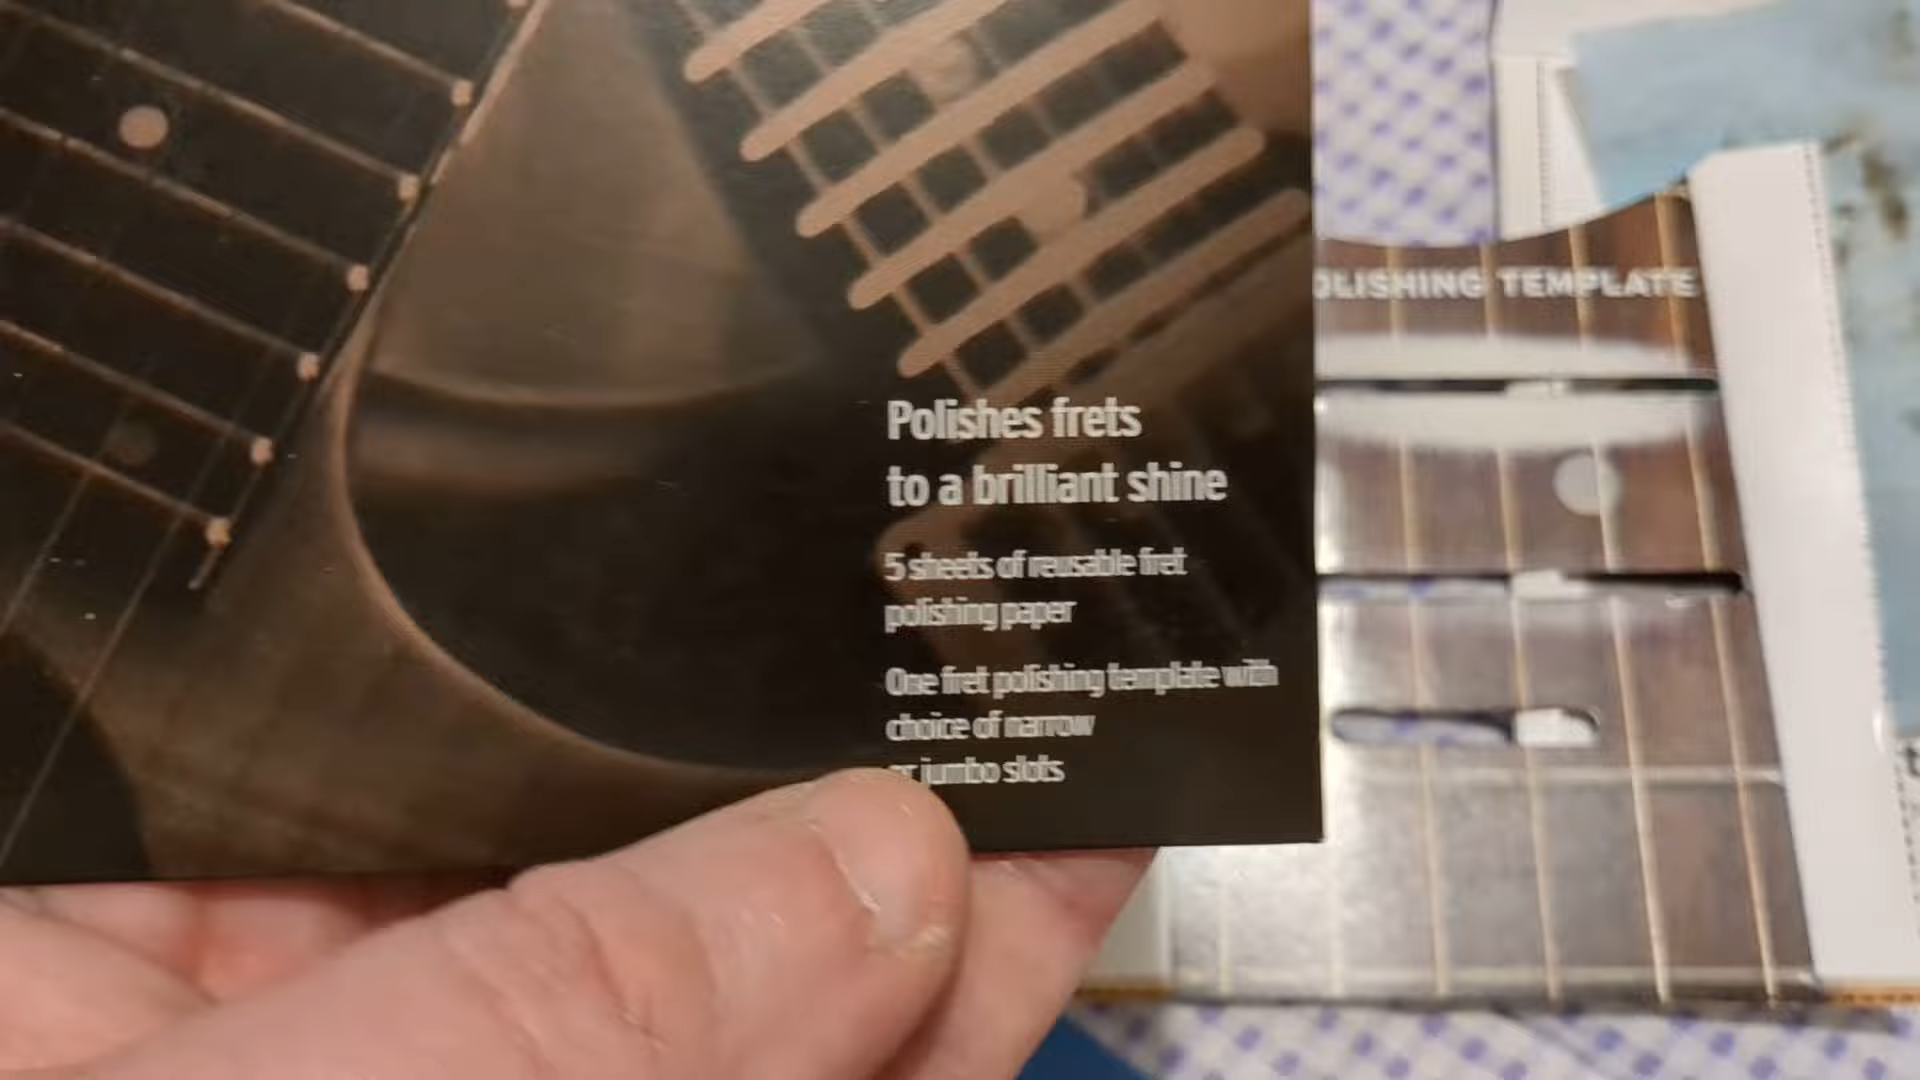 Polishes frets
to a brilliant shine
5 sheets of reusable fret
polishing paper
One fret polishing template with
choice of narrow
or jumbo slots
OLISHING TEMPLATE